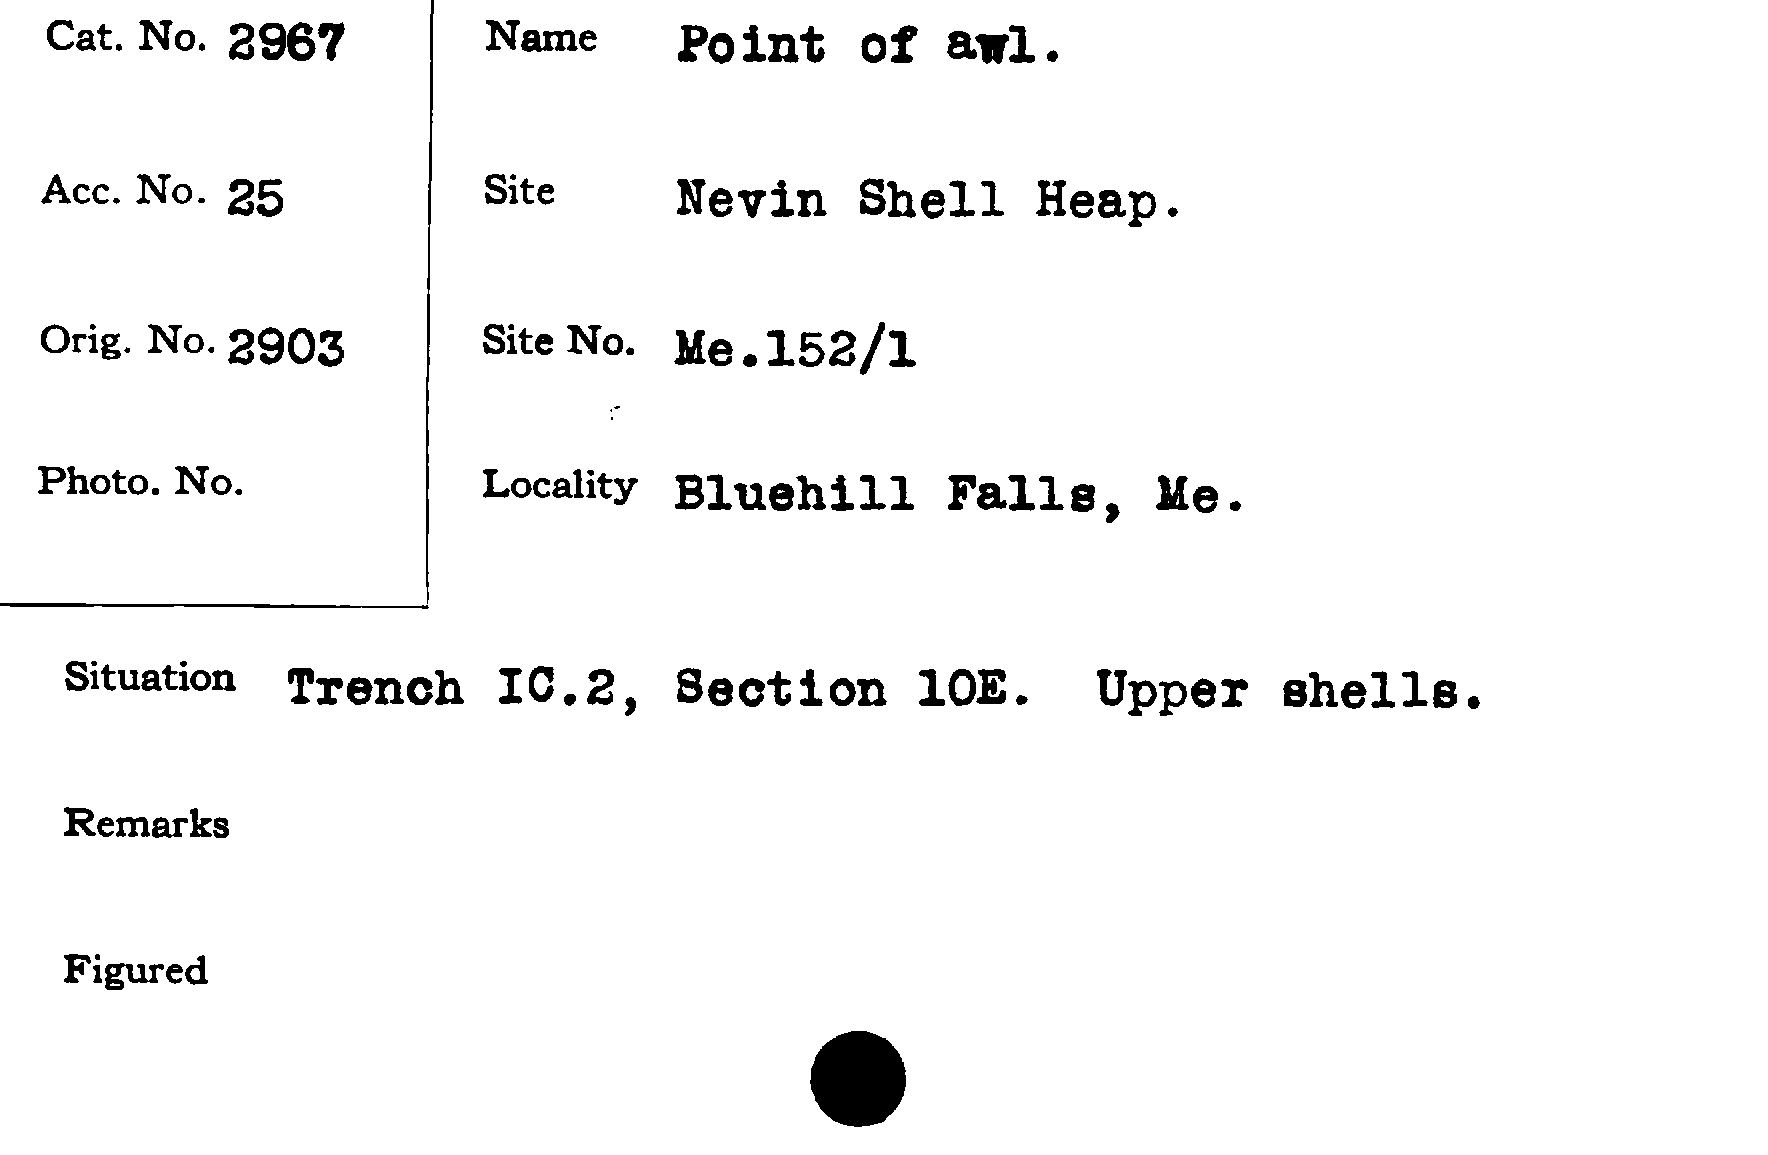 Cat. No. 2967
Acc. No. 25
Orig. No. 2903
Photo. No.
Name Point of awl.
Site Nevin Shell Heap.
Site No. Me.152/1
Locality Bluehill Falls, Me.
Situation Trench IC.2, Section 10E. Upper shells.
Remarks
Figured